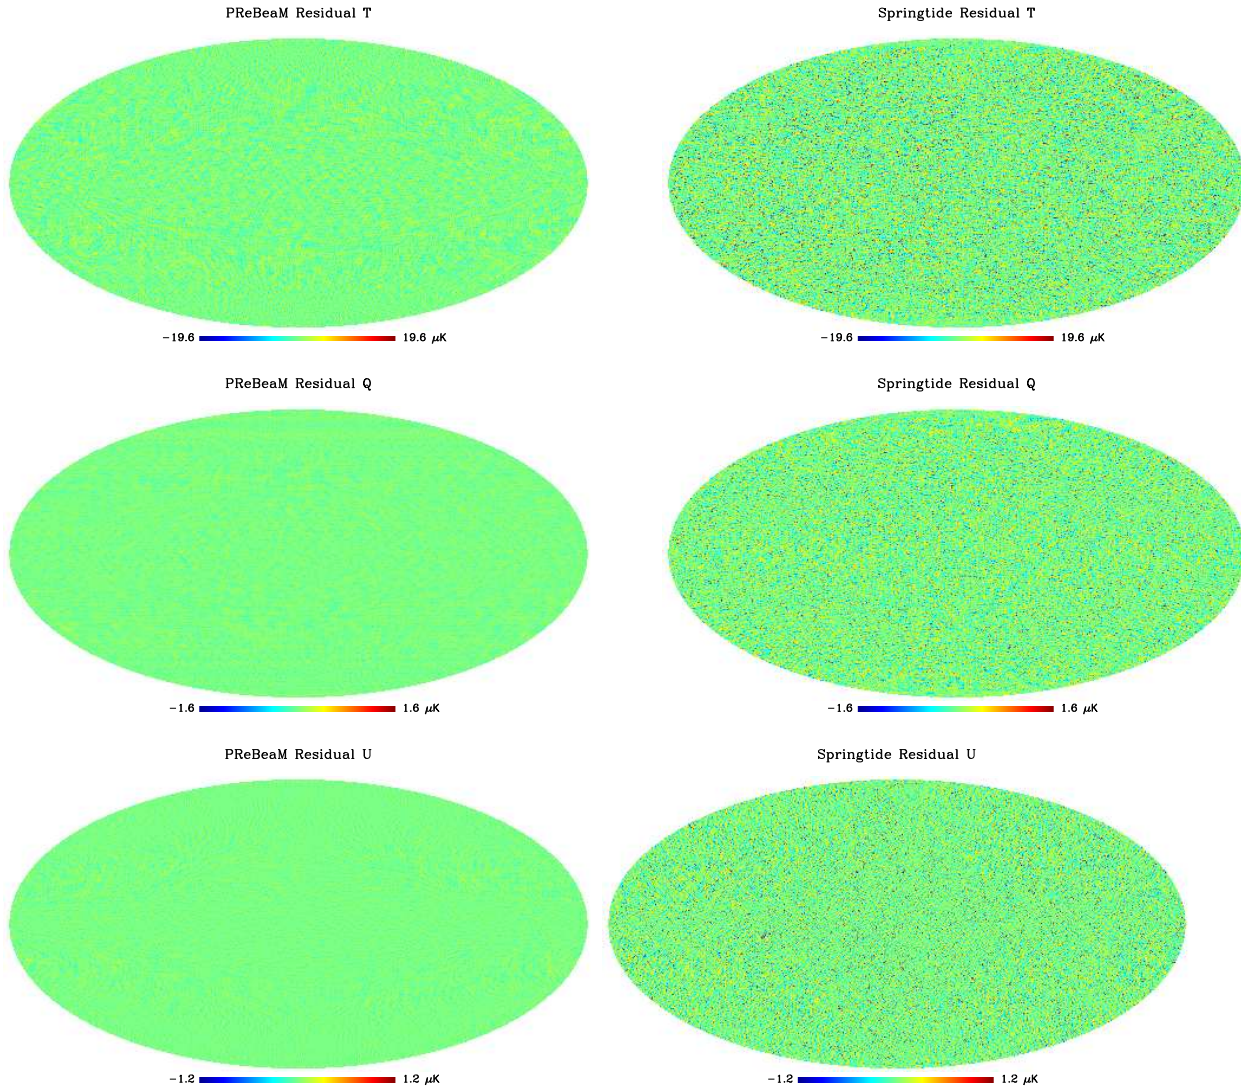 PReBeaM Residual T
Springtide Residual T
−19.6 19.6 μK
−19.6 19.6 μK
PReBeaM Residual Q
Springtide Residual Q
−1.6 1.6 μK
−1.6 1.6 μK
PReBeaM Residual U
Springtide Residual U
−1.2 1.2 μK
−1.2 1.2 μK